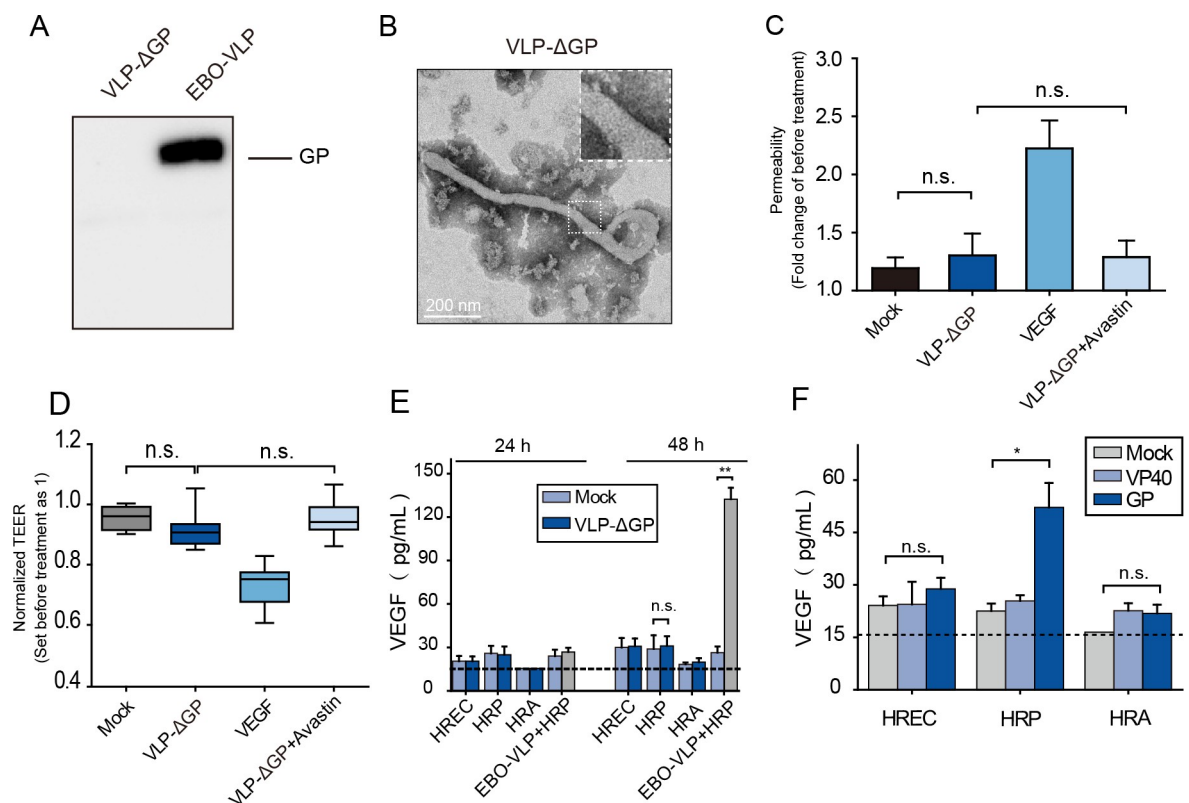 A
VLP-ΔGP
EBO-VLP
GP
B
VLP-ΔGP
200 nm
C
Permeability
(Fold change of before treatment)
3.0
2.5
2.0
1.5
1.0
n.s.
n.s.
Mock
VLP-ΔGP
VEGF
VLP-ΔGP+Avastin
D
Normalized TEER
(Set before treatment as 1)
1.2
1.0
0.8
0.6
0.4
n.s.
n.s.
Mock
VLP-ΔGP
VEGF
VLP-ΔGP+Avastin
E
24 h
48 h
VEGF ( pg/mL)
150
120
90
60
30
0
Mock
VLP-ΔGP
n.s.
**
HREC
HRP
HRA
EBO-VLP+HRP
HREC
HRP
HRA
EBO-VLP+HRP
F
VEGF ( pg/mL)
60
45
30
15
0
Mock
VP40
GP
n.s.
*
n.s.
HREC
HRP
HRA